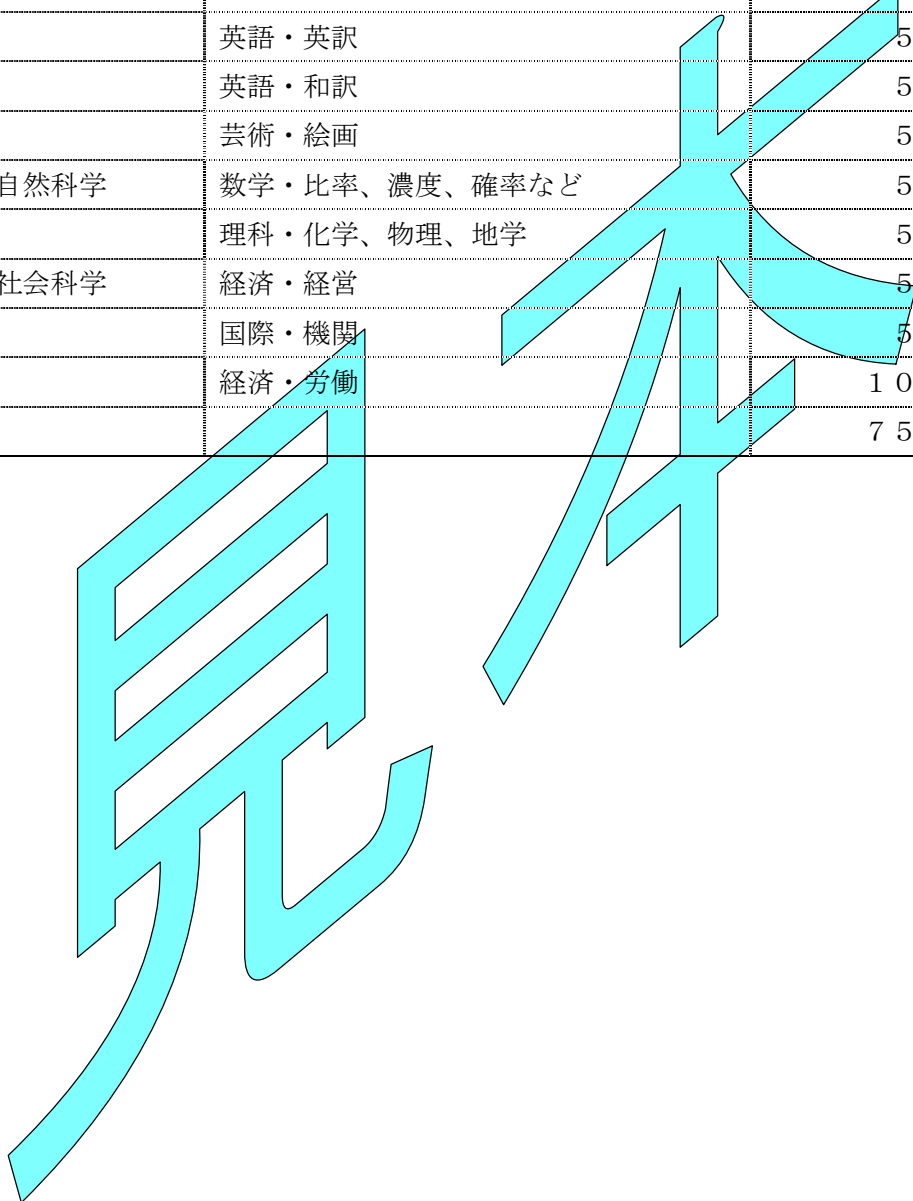 英語・英訳 5
英語・和訳 5
芸術・絵画 5
自然科学 数学・比率、濃度、確率など 5
理科・化学、物理、地学 5
社会科学 経済・経営 5
国際・機関 5
経済・労働 10
75
見本